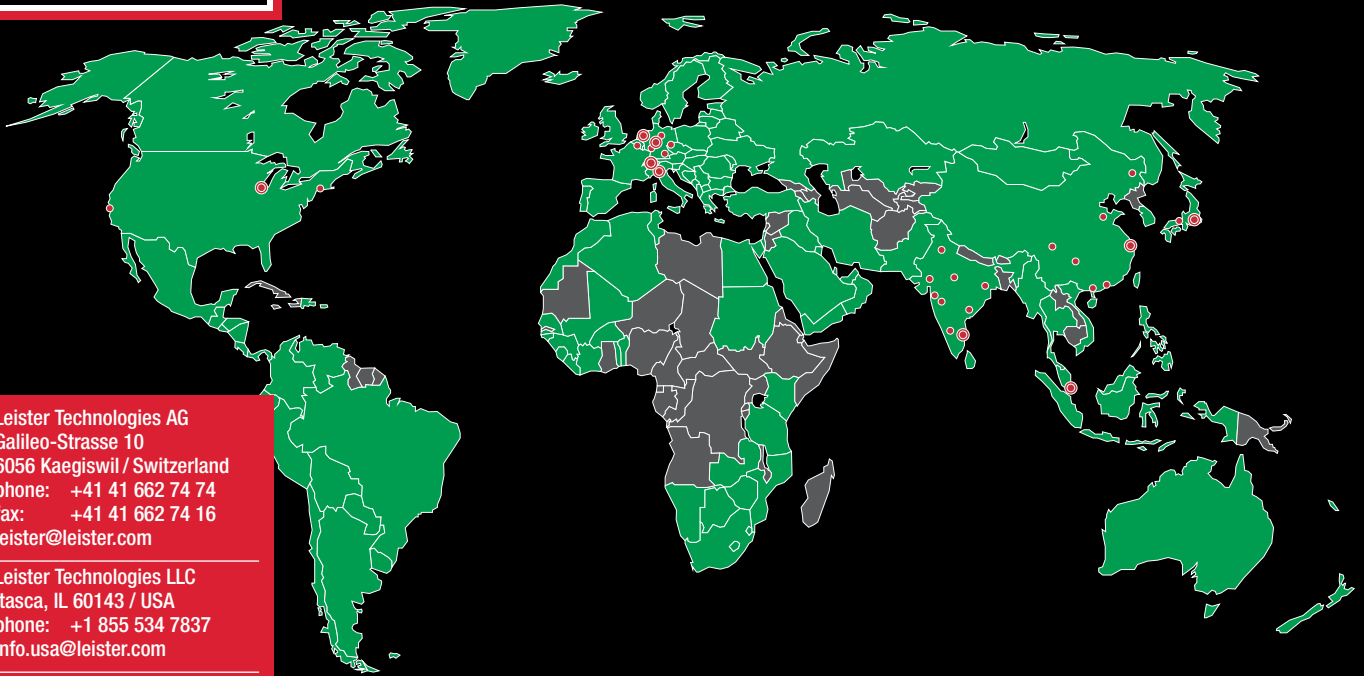 Leister Technologies AG
Galileo-Strasse 10
6056 Kaegiswil / Switzerland
phone: +41 41 662 74 74
fax: +41 41 662 74 16
leister@leister.com
Leister Technologies LLC
Itasca, IL 60143 / USA
phone: +1 855 534 7837
info.usa@leister.com